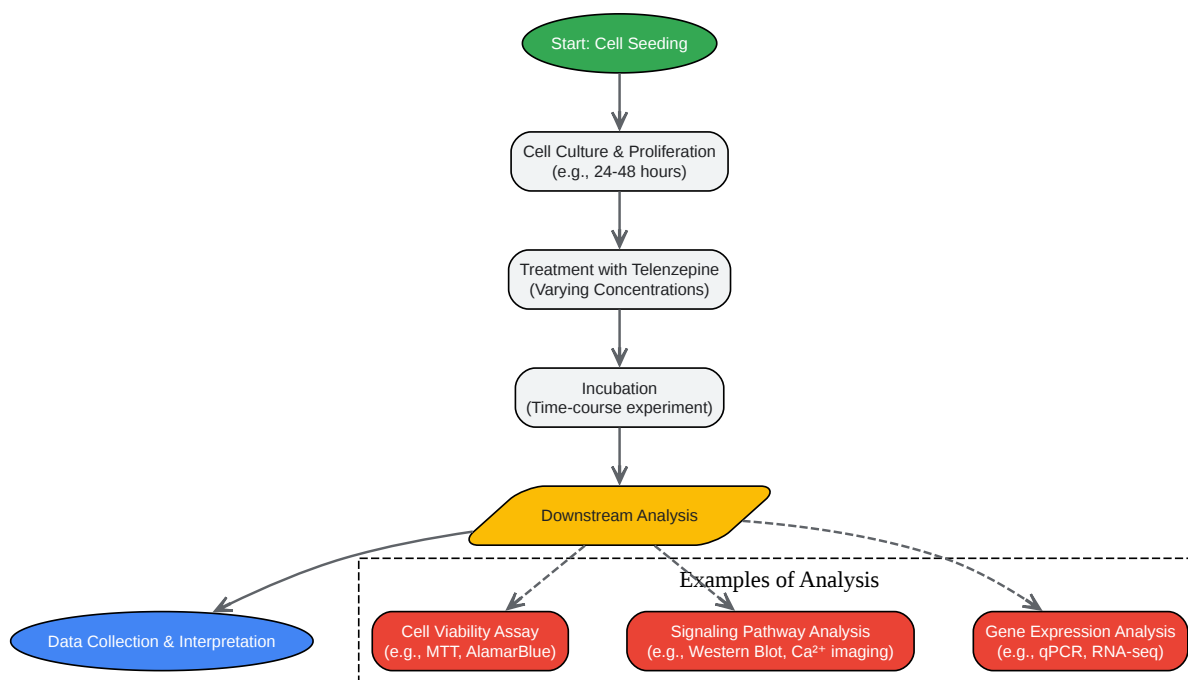 Start: Cell Seeding
Cell Culture & Proliferation
(e.g., 24-48 hours)
Treatment with Telenzepine
(Varying Concentrations)
Incubation
(Time-course experiment)
Downstream Analysis
Examples of Analysis
Data Collection & Interpretation
Cell Viability Assay
(e.g., MTT, AlamarBlue)
Signaling Pathway Analysis
(e.g., Western Blot, Ca²⁺ imaging)
Gene Expression Analysis
(e.g., qPCR, RNA-seq)